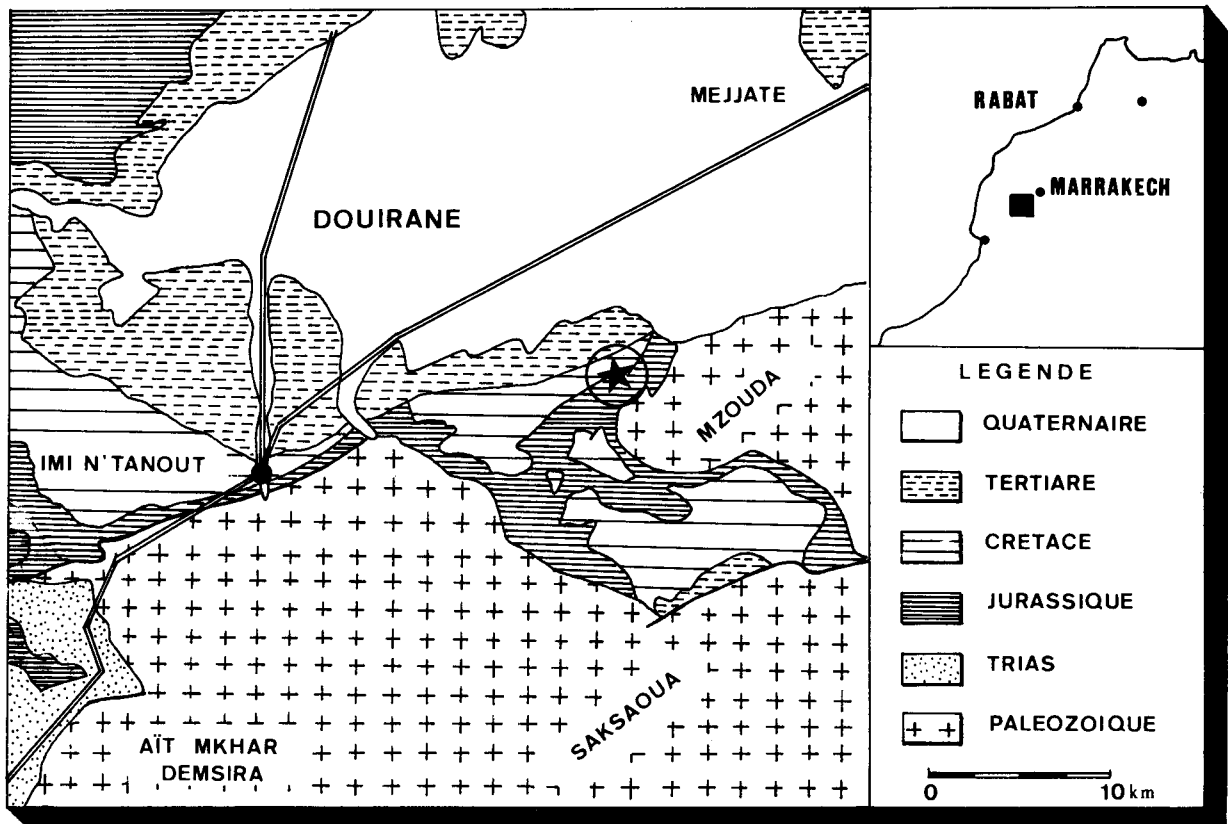 MEJJATE
DOUIRANE
IMI N'TANOUT
MZOUDA
SAKSAOUA
AÏT MKHAR
DEMSIRA
RABAT
MARRAKECH
LEGENDE
QUATERNAIRE
TERTIARE
CRETACE
JURASSIQUE
TRIAS
PALEOZOIQUE
0 10 km